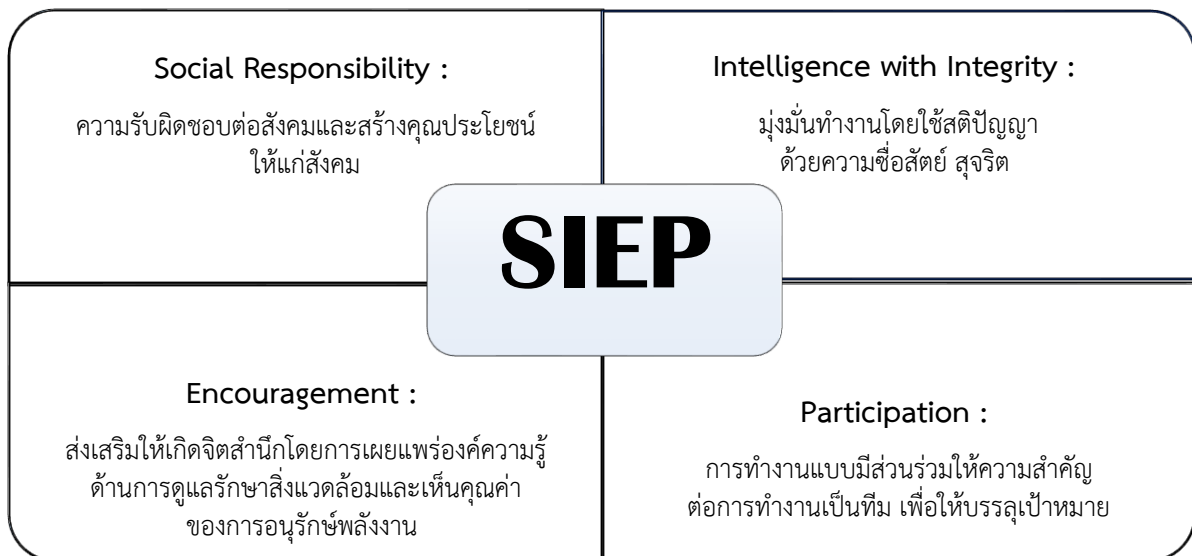 Social Responsibility :
ความรับผิดชอบต่อสังคมและสร้างคุณประโยชน์
ให้แก่สังคม
Intelligence with Integrity :
มุ่งมั่นทำงานโดยใช้สติปัญญา
ด้วยความซื่อสัตย์ สุจริต
SIEP
Encouragement :
ส่งเสริมให้เกิดจิตสำนึกโดยการเผยแพร่องค์ความรู้
ด้านการดูแลรักษาสิ่งแวดล้อมและเห็นคุณค่า
ของการอนุรักษ์พลังงาน
Participation :
การทำงานแบบมีส่วนร่วมให้ความสำคัญ
ต่อการทำงานเป็นทีม เพื่อให้บรรลุเป้าหมาย